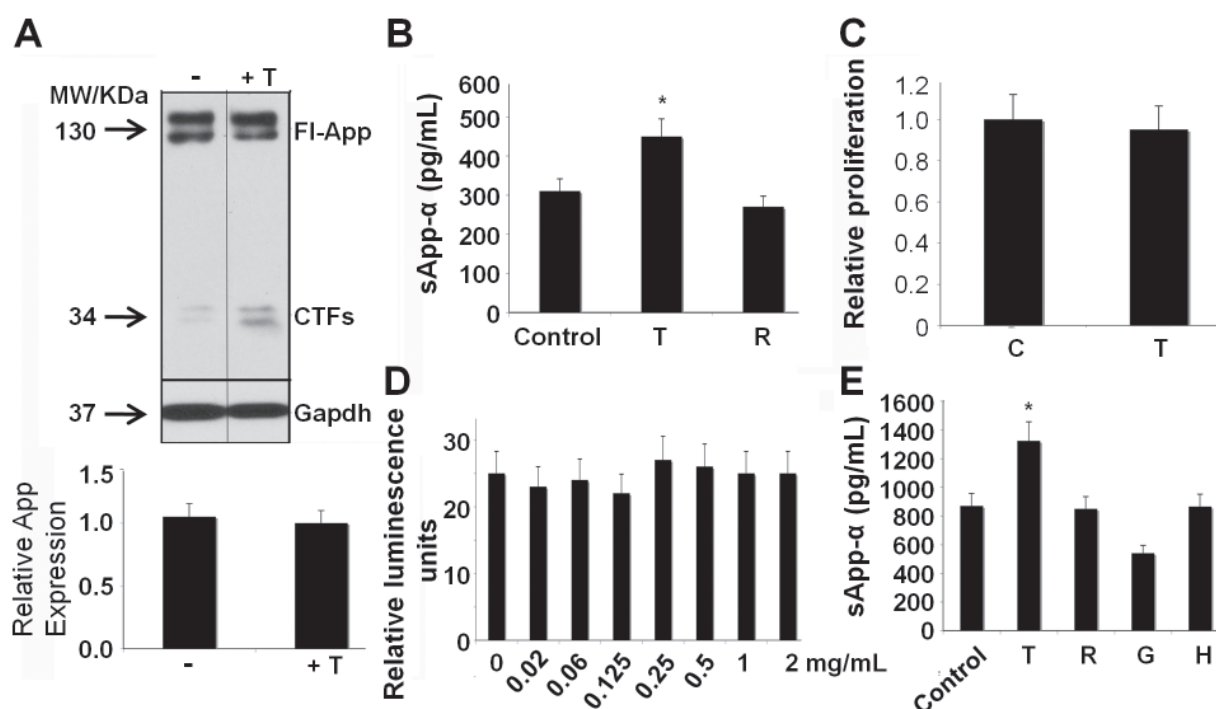 A
- + T
MW/KDa
130 Fl-App
34 CTFs
37 Gapdh
Relative App
Expression
1.5
1.0
0.5
0.0
- + T
B
sApp-α (pg/mL)
600
500
400
300
200
100
0
Control T R
*
C
Relative proliferation
1.2
1.0
0.8
0.6
0.4
0.2
0
C T
D
Relative luminescence
units
30
20
10
0
0 0.02 0.06 0.125 0.25 0.5 1 2 mg/mL
E
sApp-α (pg/mL)
1600
1400
1200
1000
800
600
400
200
0
*
Control T R G H